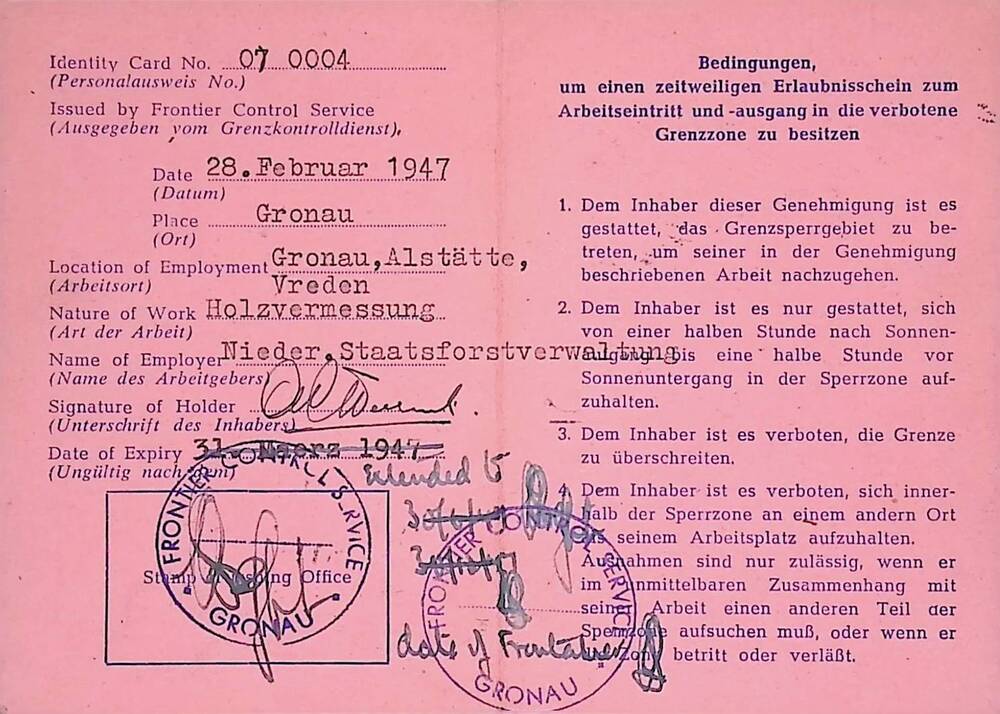 Identity Card No. 07 0004
(Personalausweis No.)
Issued by Frontier Control Service
(Ausgegeben vom Grenzkontrolldienst),
Date 28.Februar 1947
(Datum)
Place Gronau
(Ort)
Location of Employment Gronau,Alstätte,
(Arbeitsort) Vreden
Nature of Work Holzvermessung
(Art der Arbeit)
Name of Employer Nieder.Staatsforstverwaltung
(Name des Arbeitgebers)
Signature of Holder
(Unterschrift des Inhabers)
Date of Expiry 31. Maerz 1947
(Ungültig nach dem)
Extended to
date of
Stamp of Issuing Office
FRONTIER CONTROL SERVICE
GRONAU
FRONTIER CONTROL SERVICE
GRONAU
Bedingungen,
um einen zeitweiligen Erlaubnisschein zum
Arbeitseintritt und -ausgang in die verbotene
Grenzzone zu besitzen
1. Dem Inhaber dieser Genehmigung ist es
gestattet, das Grenzsperrgebiet zu be-
treten, um seiner in der Genehmigung
beschriebenen Arbeit nachzugehen.
2. Dem Inhaber ist es nur gestattet, sich
von einer halben Stunde nach Sonnen-
aufgang bis eine halbe Stunde vor
Sonnenuntergang in der Sperrzone auf-
zuhalten.
3. Dem Inhaber ist es verboten, die Grenze
zu überschreiten.
4. Dem Inhaber ist es verboten, sich inner-
halb der Sperrzone an einem andern Ort
als seinem Arbeitsplatz aufzuhalten.
Ausnahmen sind nur zulässig, wenn er
im unmittelbaren Zusammenhang mit
seiner Arbeit einen anderen Teil der
Sperrzone aufsuchen muß, oder wenn er
die Zone betritt oder verläßt.